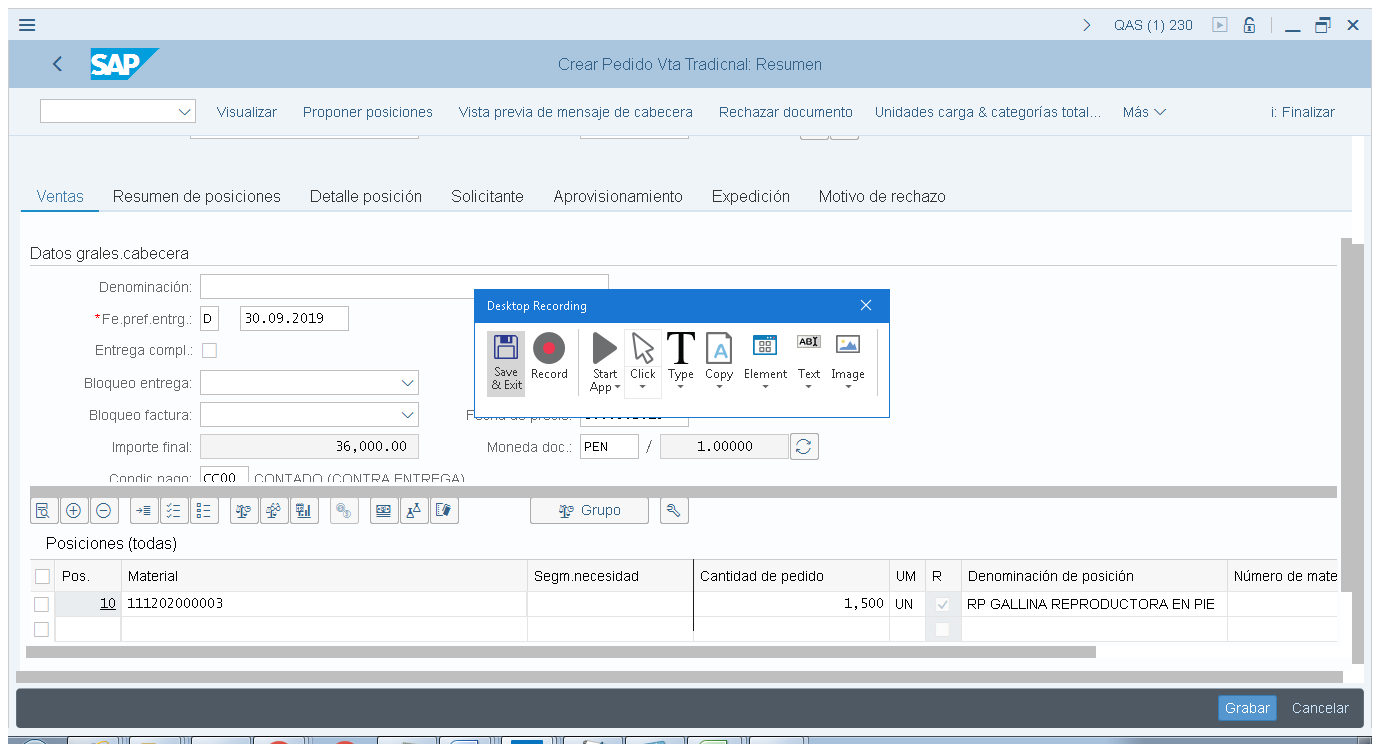 QAS (1) 230
SAP
Crear Pedido Vta Tradicnal: Resumen
Visualizar Proponer posiciones Vista previa de mensaje de cabecera Rechazar documento Unidades carga & categorías total... Más i: Finalizar
Ventas Resumen de posiciones Detalle posición Solicitante Aprovisionamiento Expedición Motivo de rechazo
Datos grales.cabecera
Denominación:
*Fe.pref.entrg.: D 30.09.2019
Entrega compl.:
Bloqueo entrega:
Bloqueo factura:
Importe final: 36,000.00 Moneda doc.: PEN / 1.00000
Condic.pago: CC00 CONTADO (CONTRA ENTREGA)
Desktop Recording
Save & Exit Record Start App Click Type Copy Element Text Image
Grupo
Posiciones (todas)
Pos. Material Segm.necesidad Cantidad de pedido UM R Denominación de posición Número de mate
10 111202000003 1,500 UN RP GALLINA REPRODUCTORA EN PIE
Grabar Cancelar